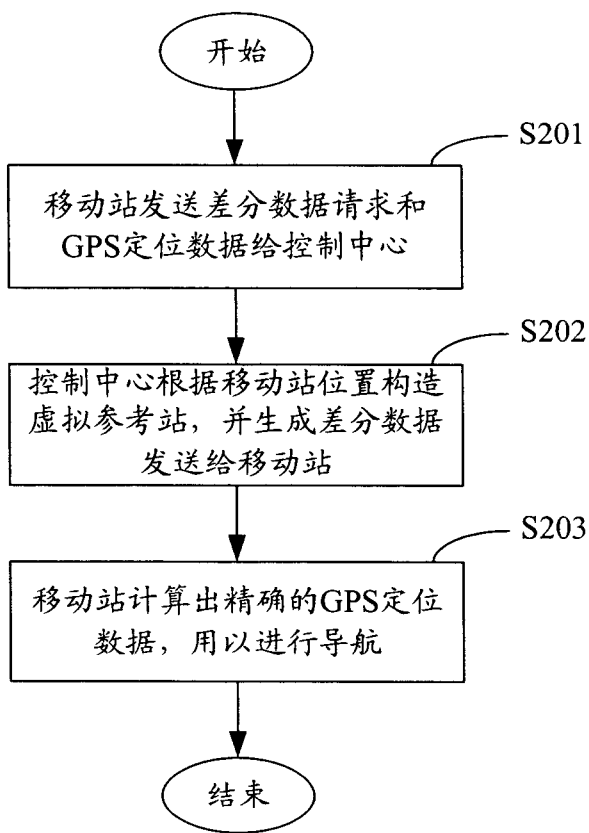 开始
S201
移动站发送差分数据请求和
GPS定位数据给控制中心
S202
控制中心根据移动站位置构造
虚拟参考站，并生成差分数据
发送给移动站
S203
移动站计算出精确的GPS定位
数据，用以进行导航
结束